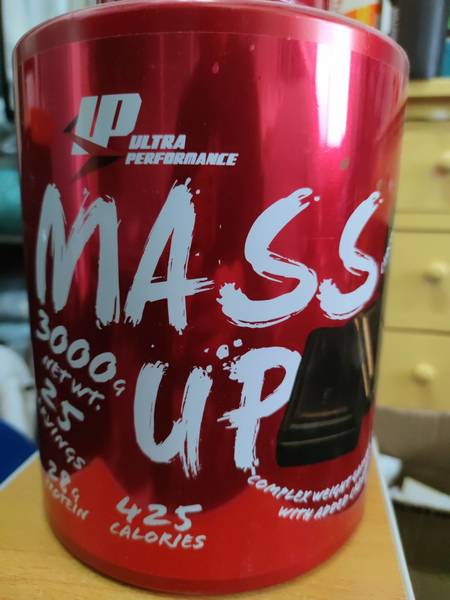 UP
ULTRA
PERFORMANCE
MASS
UP
3000G
NET WT.
25
SERVINGS
28G
PROTEIN
425
CALORIES
COMPLEX WEIGHT
WITH ADDED